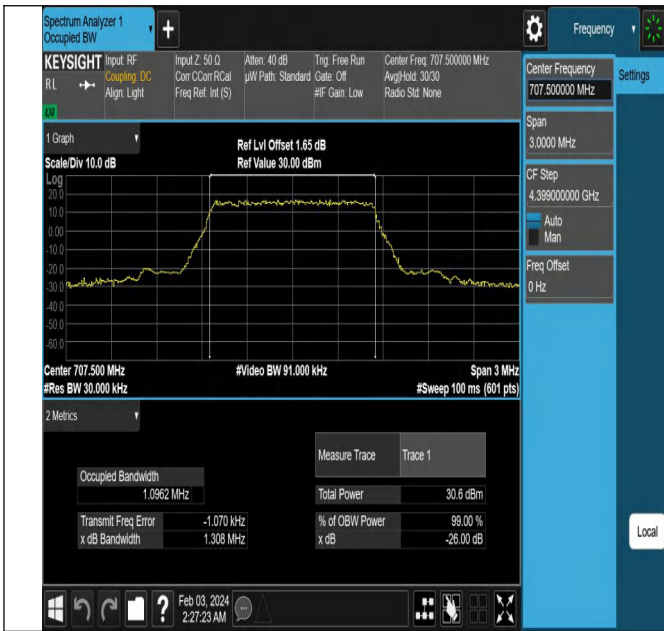 Spectrum Analyzer 1
Occupied BW
+
Frequency
KEYSIGHT
RL
LXI
Input: RF
Coupling: DC
Align: Light
Input Z: 50 Ω
Corr CCorr RCal
Freq Ref: Int (S)
Atten: 40 dB
µW Path: Standard
Trig: Free Run
Gate: Off
#IF Gain: Low
Center Freq: 707.500000 MHz
Avg|Hold: 30/30
Radio Std: None
Center Frequency
707.500000 MHz
Settings
Span
3.0000 MHz
CF Step
4.399000000 GHz
Auto
Man
Freq Offset
0 Hz
Local
1 Graph
Scale/Div 10.0 dB
Ref Lvl Offset 1.65 dB
Ref Value 30.00 dBm
Log
20.0
10.0
0.00
-10.0
-20.0
-30.0
-40.0
-50.0
-60.0
Center 707.500 MHz
#Video BW 91.000 kHz
Span 3 MHz
#Res BW 30.000 kHz
#Sweep 100 ms (601 pts)
2 Metrics
Measure Trace Trace 1
Occupied Bandwidth
1.0962 MHz
Total Power 30.6 dBm
Transmit Freq Error -1.070 kHz
% of OBW Power 99.00 %
x dB Bandwidth 1.308 MHz
x dB -26.00 dB
?
Feb 03, 2024
2:27:23 AM